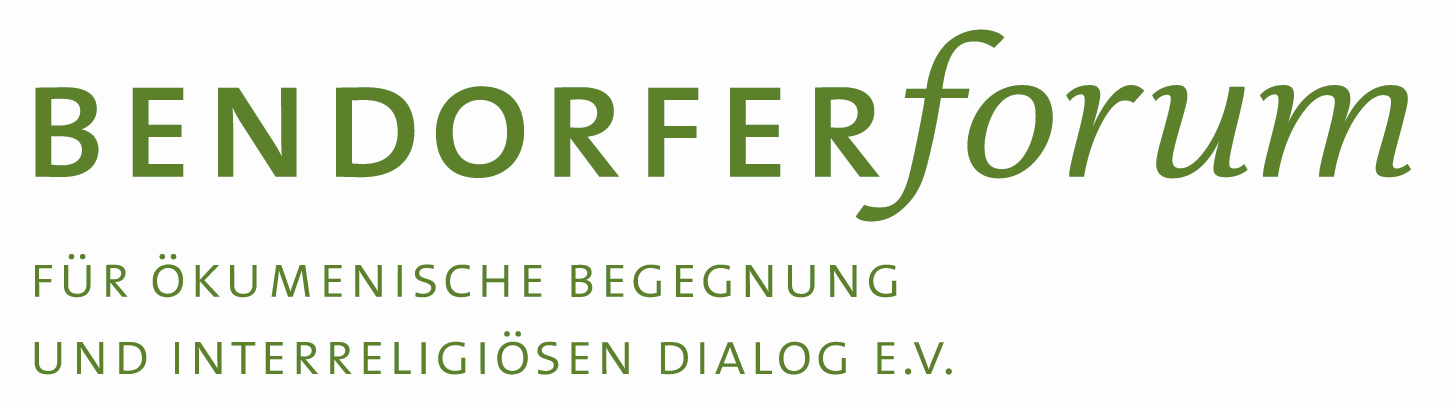 BENDORFERforum
FÜR ÖKUMENISCHE BEGEGNUNG
UND INTERRELIGIÖSEN DIALOG E.V.